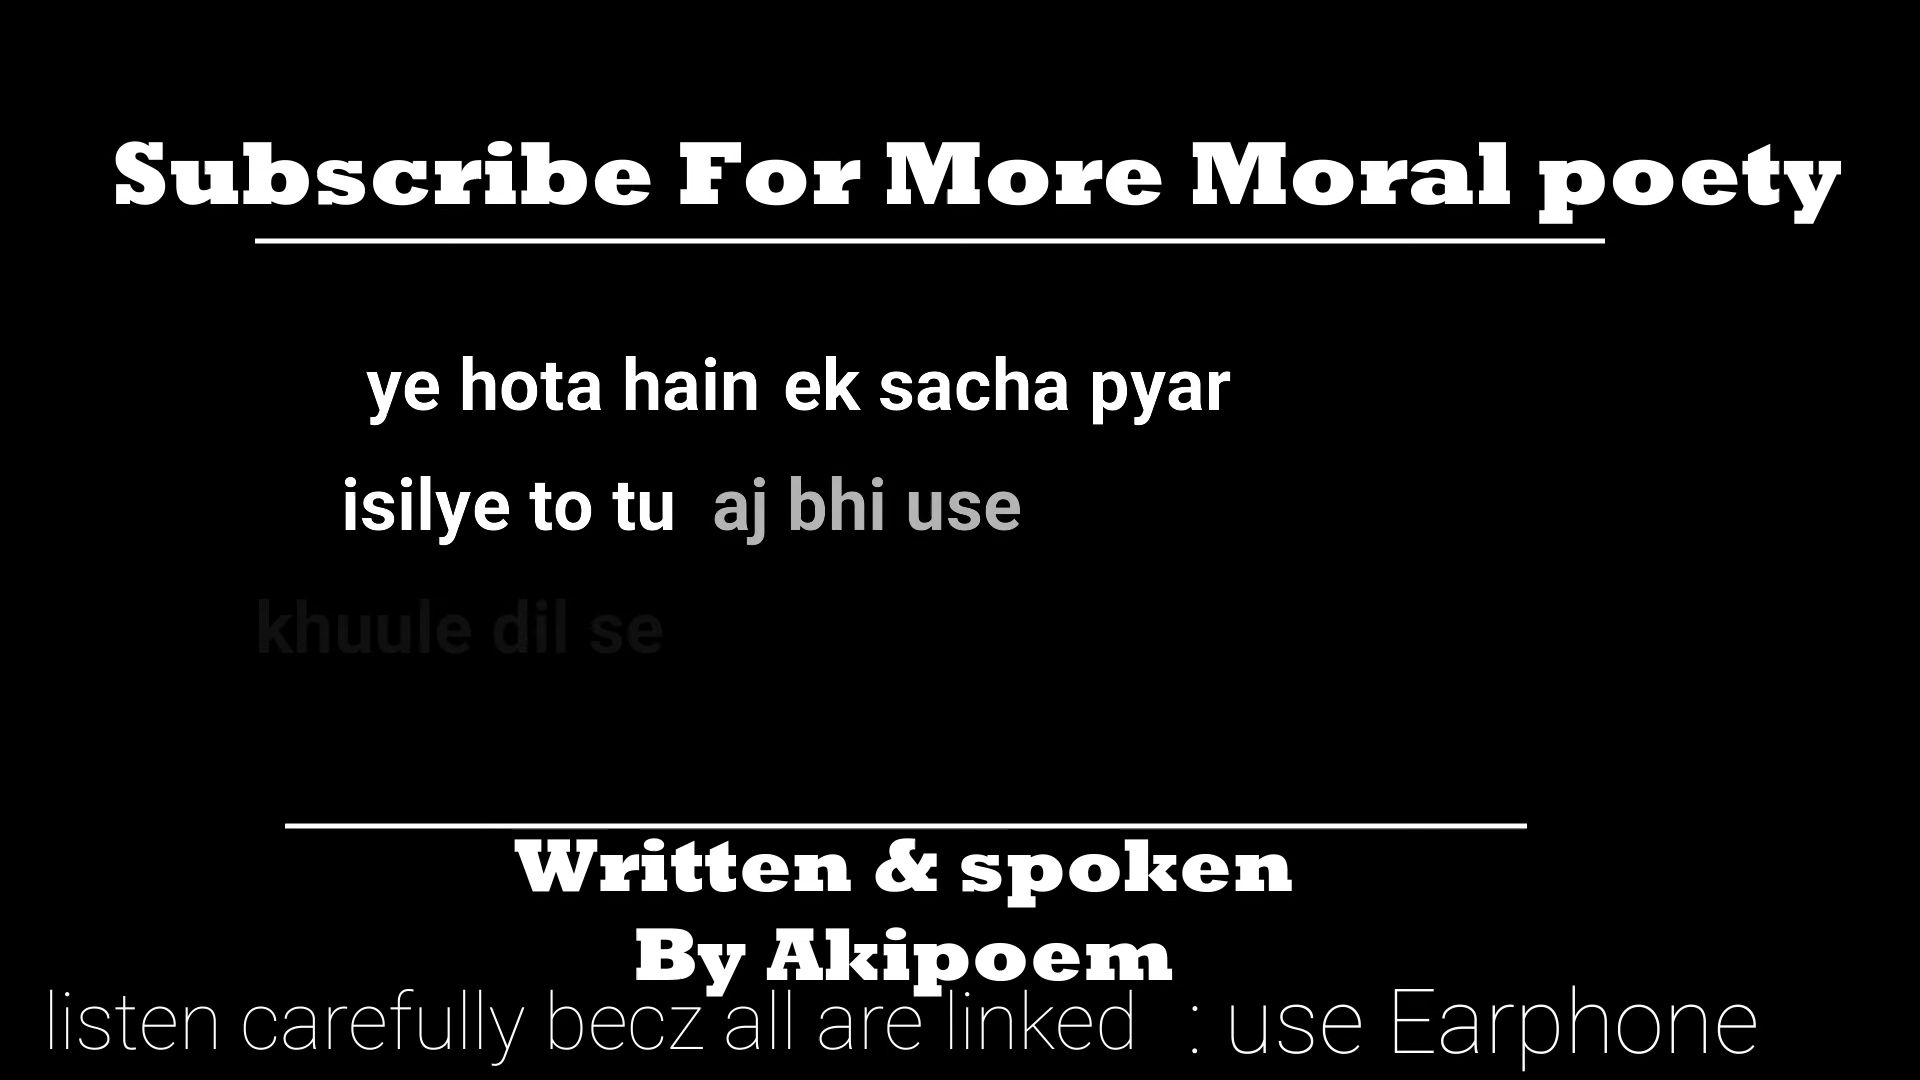 Subscribe For More Moral poety
ye hota hain ek sacha pyar
isilye to tu aj bhi use
khuule dil se
Written & spoken
By Akipoem
listen carefully becz all are linked : use Earphone